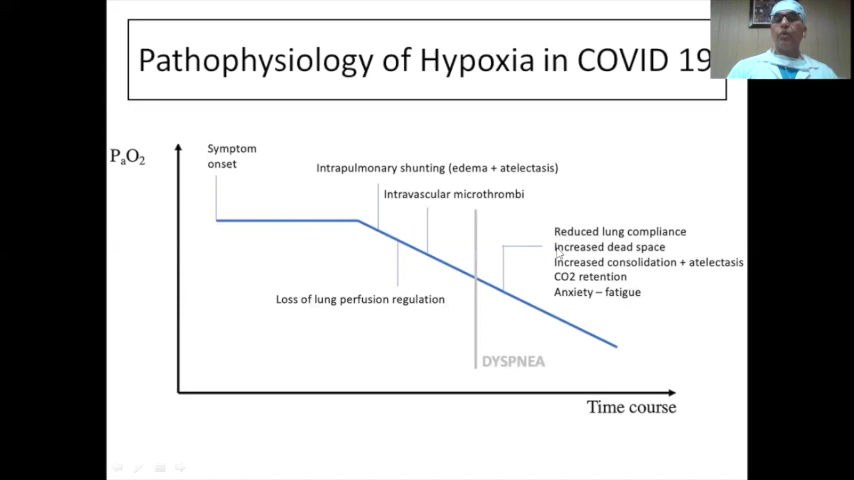 Pathophysiology of Hypoxia in COVID 19
PaO2
Symptom
onset
Intrapulmonary shunting (edema + atelectasis)
Intravascular microthrombi
Reduced lung compliance
Increased dead space
Increased consolidation + atelectasis
CO2 retention
Anxiety – fatigue
Loss of lung perfusion regulation
DYSPNEA
Time course